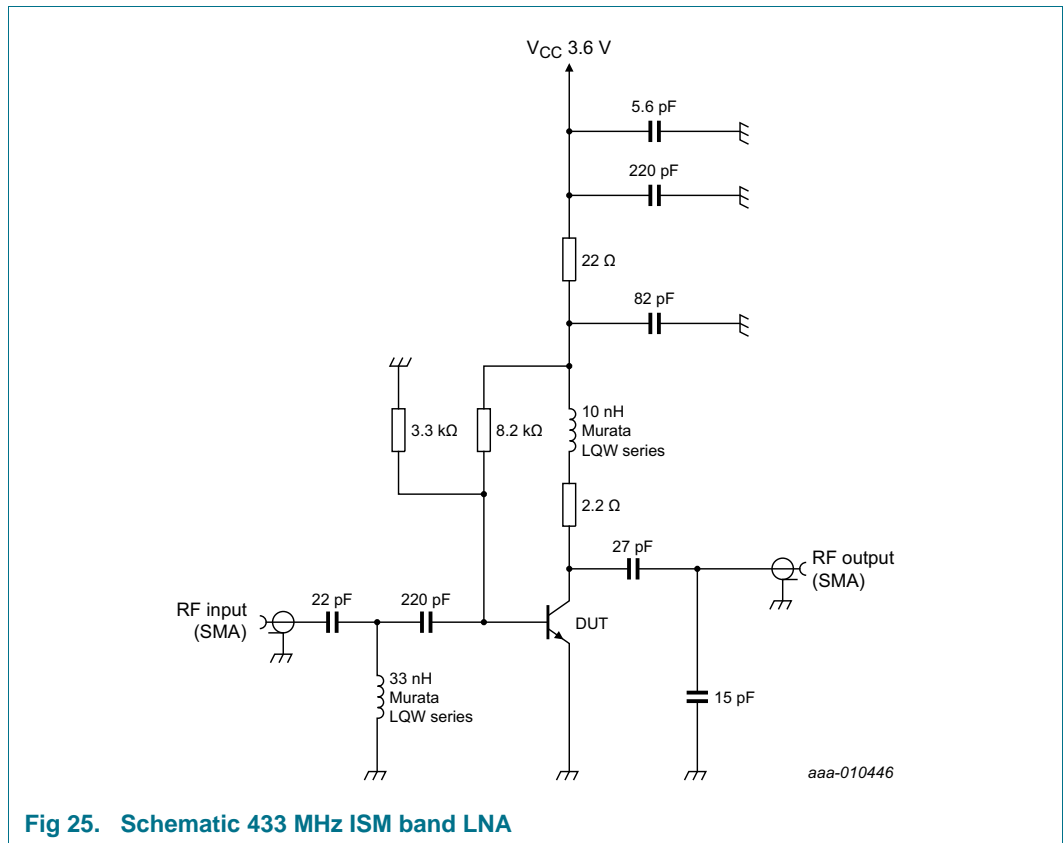 V_CC 3.6 V
5.6 pF
220 pF
22 Ω
82 pF
3.3 kΩ
8.2 kΩ
10 nH
Murata
LQW series
2.2 Ω
27 pF
RF output
(SMA)
RF input
(SMA)
22 pF
220 pF
DUT
33 nH
Murata
LQW series
15 pF
aaa-010446
Fig 25. Schematic 433 MHz ISM band LNA